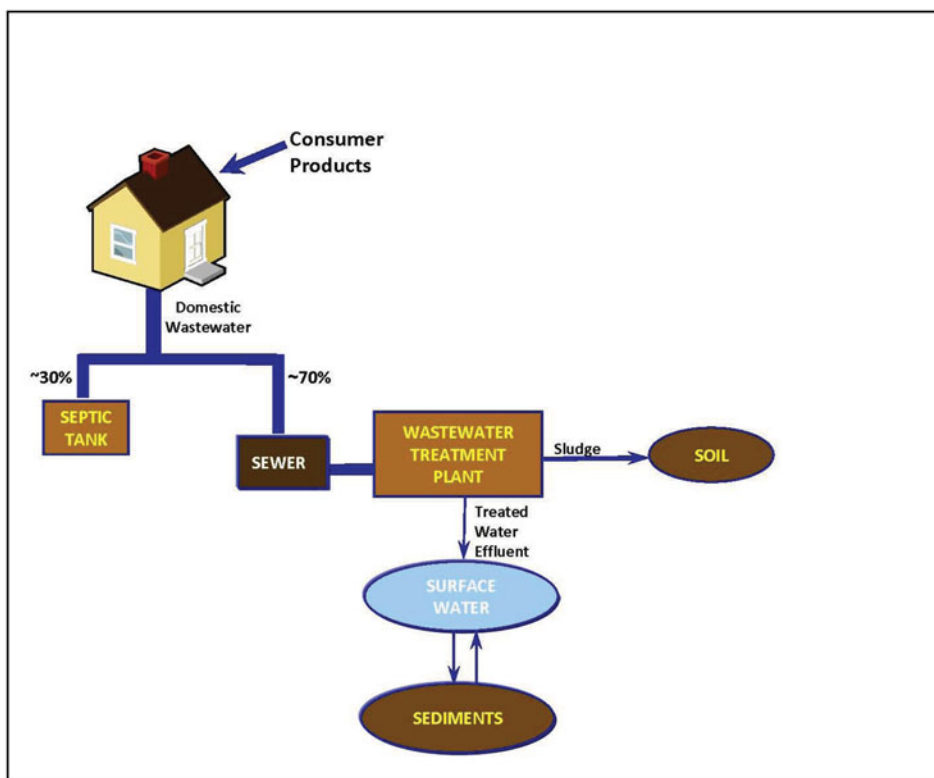 Consumer
Products
Domestic
Wastewater
~30%
~70%
SEPTIC
TANK
SEWER
WASTEWATER
TREATMENT
PLANT
Sludge
SOIL
Treated
Water
Effluent
SURFACE
WATER
SEDIMENTS